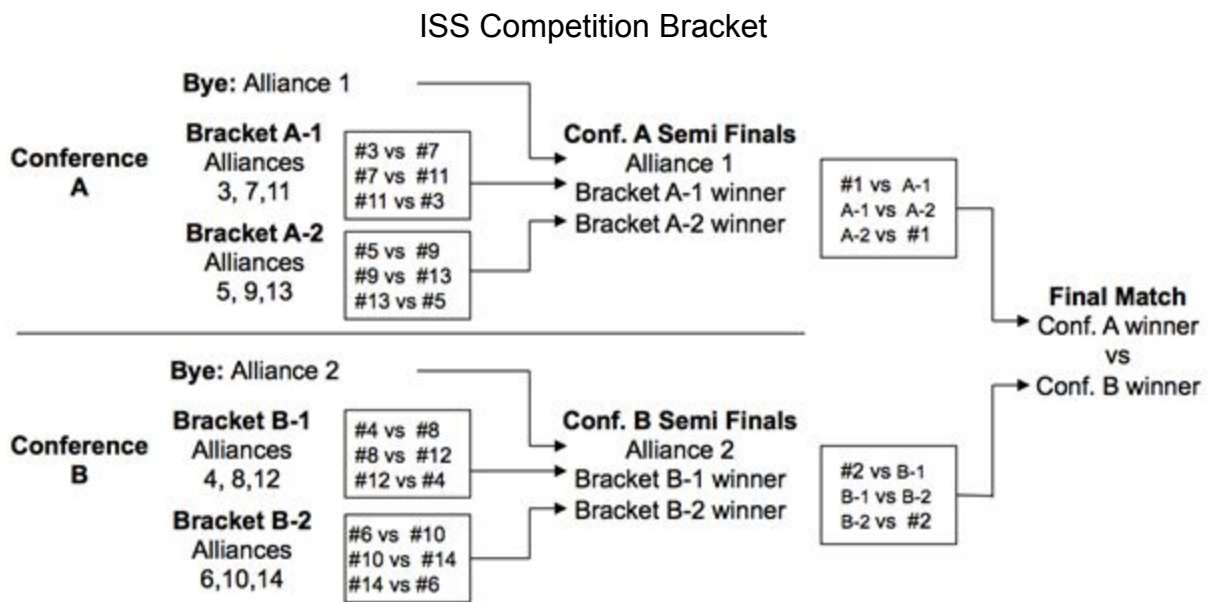 ISS Competition Bracket
Bye: Alliance 1
Conference
A
Bracket A-1
Alliances
3, 7,11
#3 vs #7
#7 vs #11
#11 vs #3
Bracket A-2
Alliances
5, 9,13
#5 vs #9
#9 vs #13
#13 vs #5
Conf. A Semi Finals
Alliance 1
Bracket A-1 winner
Bracket A-2 winner
#1 vs A-1
A-1 vs A-2
A-2 vs #1
Bye: Alliance 2
Conference
B
Bracket B-1
Alliances
4, 8,12
#4 vs #8
#8 vs #12
#12 vs #4
Bracket B-2
Alliances
6,10,14
#6 vs #10
#10 vs #14
#14 vs #6
Conf. B Semi Finals
Alliance 2
Bracket B-1 winner
Bracket B-2 winner
#2 vs B-1
B-1 vs B-2
B-2 vs #2
Final Match
Conf. A winner
vs
Conf. B winner